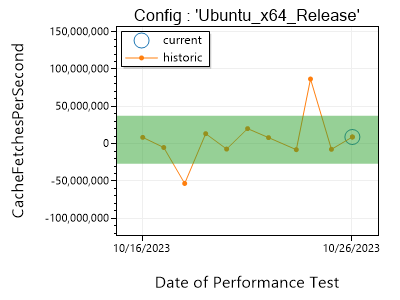 Config : 'Ubuntu_x64_Release'
current
historic
CacheFetchesPerSecond
150,000,000
100,000,000
50,000,000
0
-50,000,000
-100,000,000
10/16/2023
10/26/2023
Date of Performance Test